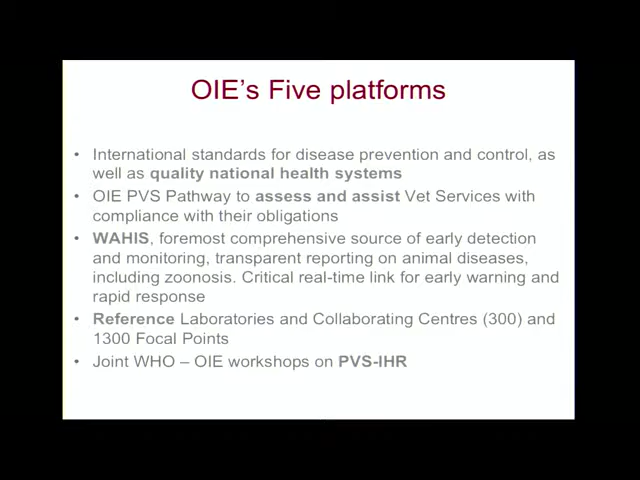 OIE's Five platforms
• International standards for disease prevention and control, as
well as quality national health systems
• OIE PVS Pathway to assess and assist Vet Services with
compliance with their obligations
• WAHIS, foremost comprehensive source of early detection
and monitoring, transparent reporting on animal diseases,
including zoonosis. Critical real-time link for early warning and
rapid response
• Reference Laboratories and Collaborating Centres (300) and
1300 Focal Points
• Joint WHO – OIE workshops on PVS-IHR